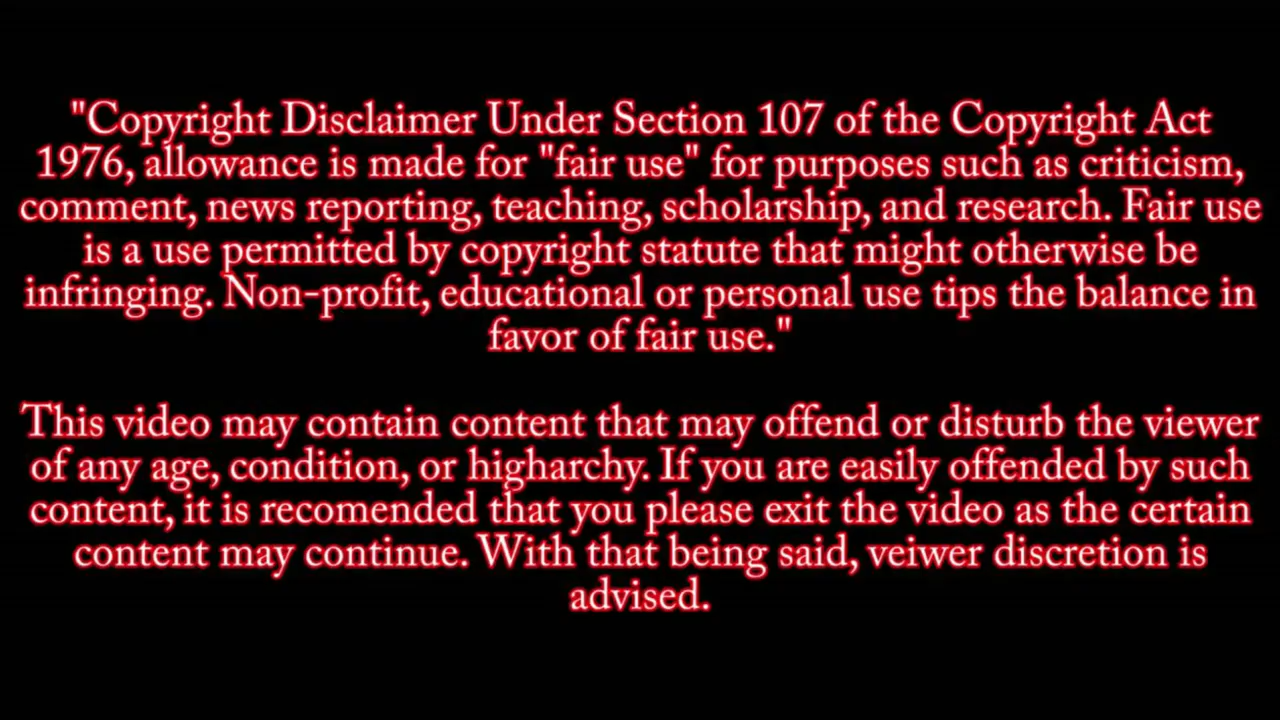 "Copyright Disclaimer Under Section 107 of the Copyright Act
1976, allowance is made for "fair use" for purposes such as criticism,
comment, news reporting, teaching, scholarship, and research. Fair use
is a use permitted by copyright statute that might otherwise be
infringing. Non-profit, educational or personal use tips the balance in
favor of fair use."
This video may contain content that may offend or disturb the viewer
of any age, condition, or higharchy. If you are easily offended by such
content, it is recomended that you please exit the video as the certain
content may continue. With that being said, veiwer discretion is
advised.